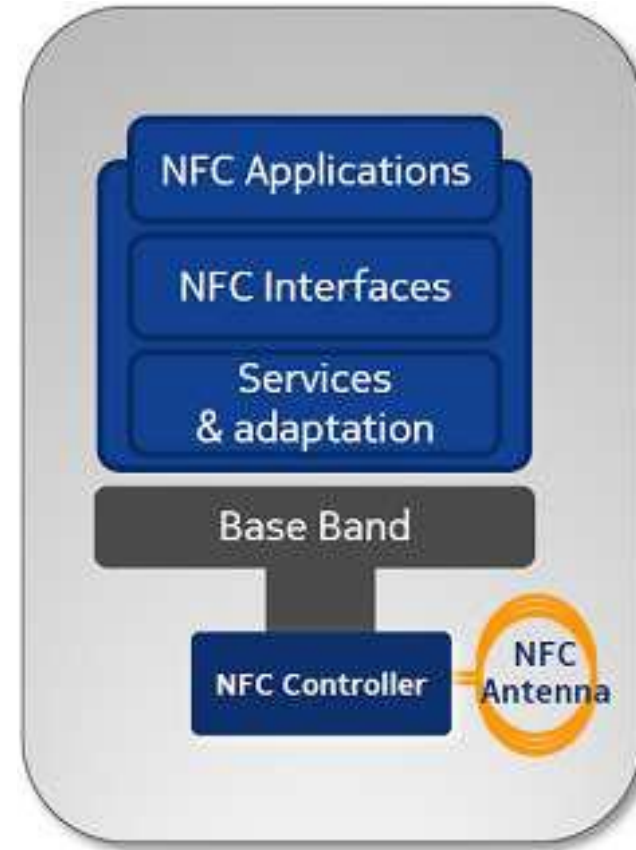 NFC Applications
NFC Interfaces
Services
& adaptation
Base Band
NFC Controller
NFC
Antenna